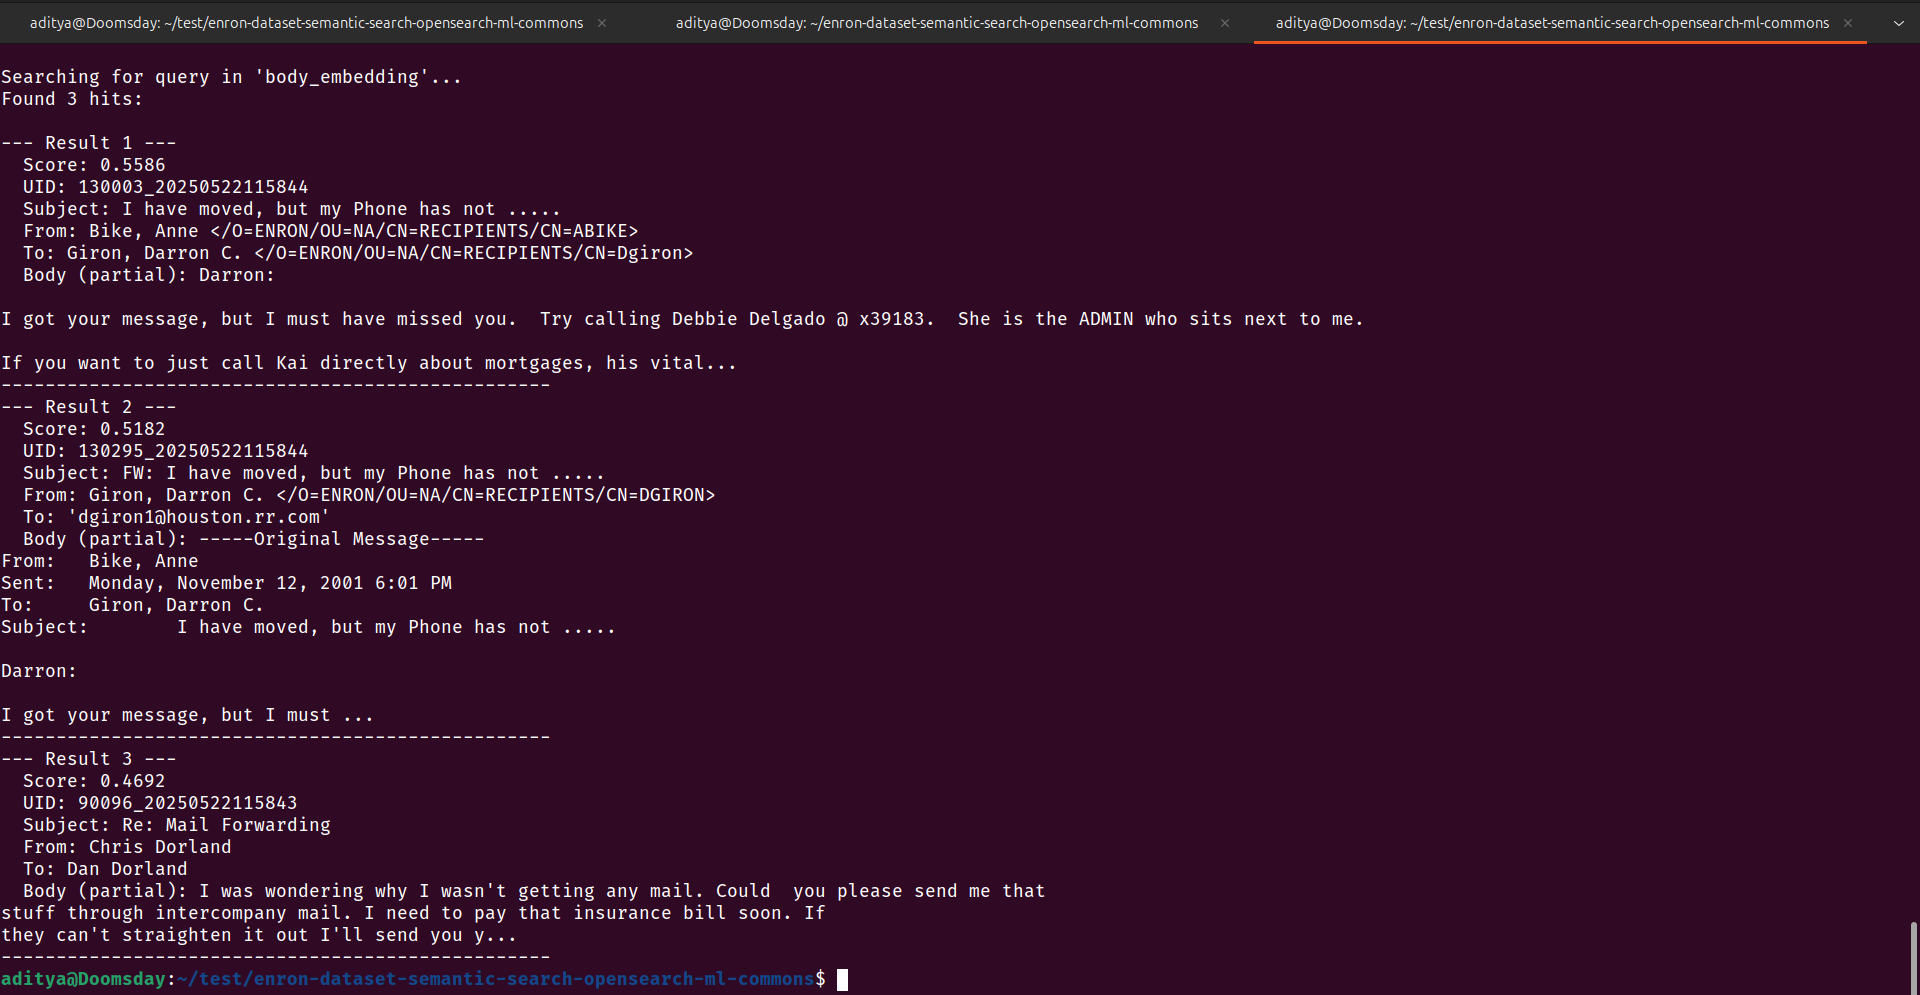 aditya@Doomsday: ~/test/enron-dataset-semantic-search-opensearch-ml-commons × aditya@Doomsday: ~/test/enron-dataset-semantic-search-opensearch-ml-commons × aditya@Doomsday: ~/test/enron-dataset-semantic-search-opensearch-ml-commons ×
Searching for query in 'body_embedding'...
Found 3 hits:
--- Result 1 ---
Score: 0.5586
UID: 130003_20250522115844
Subject: I have moved, but my Phone has not .....
From: Bike, Anne </O=ENRON/OU=NA/CN=RECIPIENTS/CN=ABIKE>
To: Giron, Darron C. </O=ENRON/OU=NA/CN=RECIPIENTS/CN=Dgiron>
Body (partial): Darron:
I got your message, but I must have missed you.  Try calling Debbie Delgado @ x39183.  She is the ADMIN who sits next to me.
If you want to just call Kai directly about mortgages, his vital...
--------------------------------------------------
--- Result 2 ---
Score: 0.5182
UID: 130295_20250522115844
Subject: FW: I have moved, but my Phone has not .....
From: Giron, Darron C. </O=ENRON/OU=NA/CN=RECIPIENTS/CN=DGIRON>
To: 'dgiron1@houston.rr.com'
Body (partial): -----Original Message-----
From:   Bike, Anne
Sent:   Monday, November 12, 2001 6:01 PM
To:     Giron, Darron C.
Subject:        I have moved, but my Phone has not .....
Darron:
I got your message, but I must ...
--------------------------------------------------
--- Result 3 ---
Score: 0.4692
UID: 90096_20250522115843
Subject: Re: Mail Forwarding
From: Chris Dorland
To: Dan Dorland
Body (partial): I was wondering why I wasn't getting any mail. Could  you please send me that
stuff through intercompany mail. I need to pay that insurance bill soon. If
they can't straighten it out I'll send you y...
--------------------------------------------------
aditya@Doomsday:~/test/enron-dataset-semantic-search-opensearch-ml-commons$